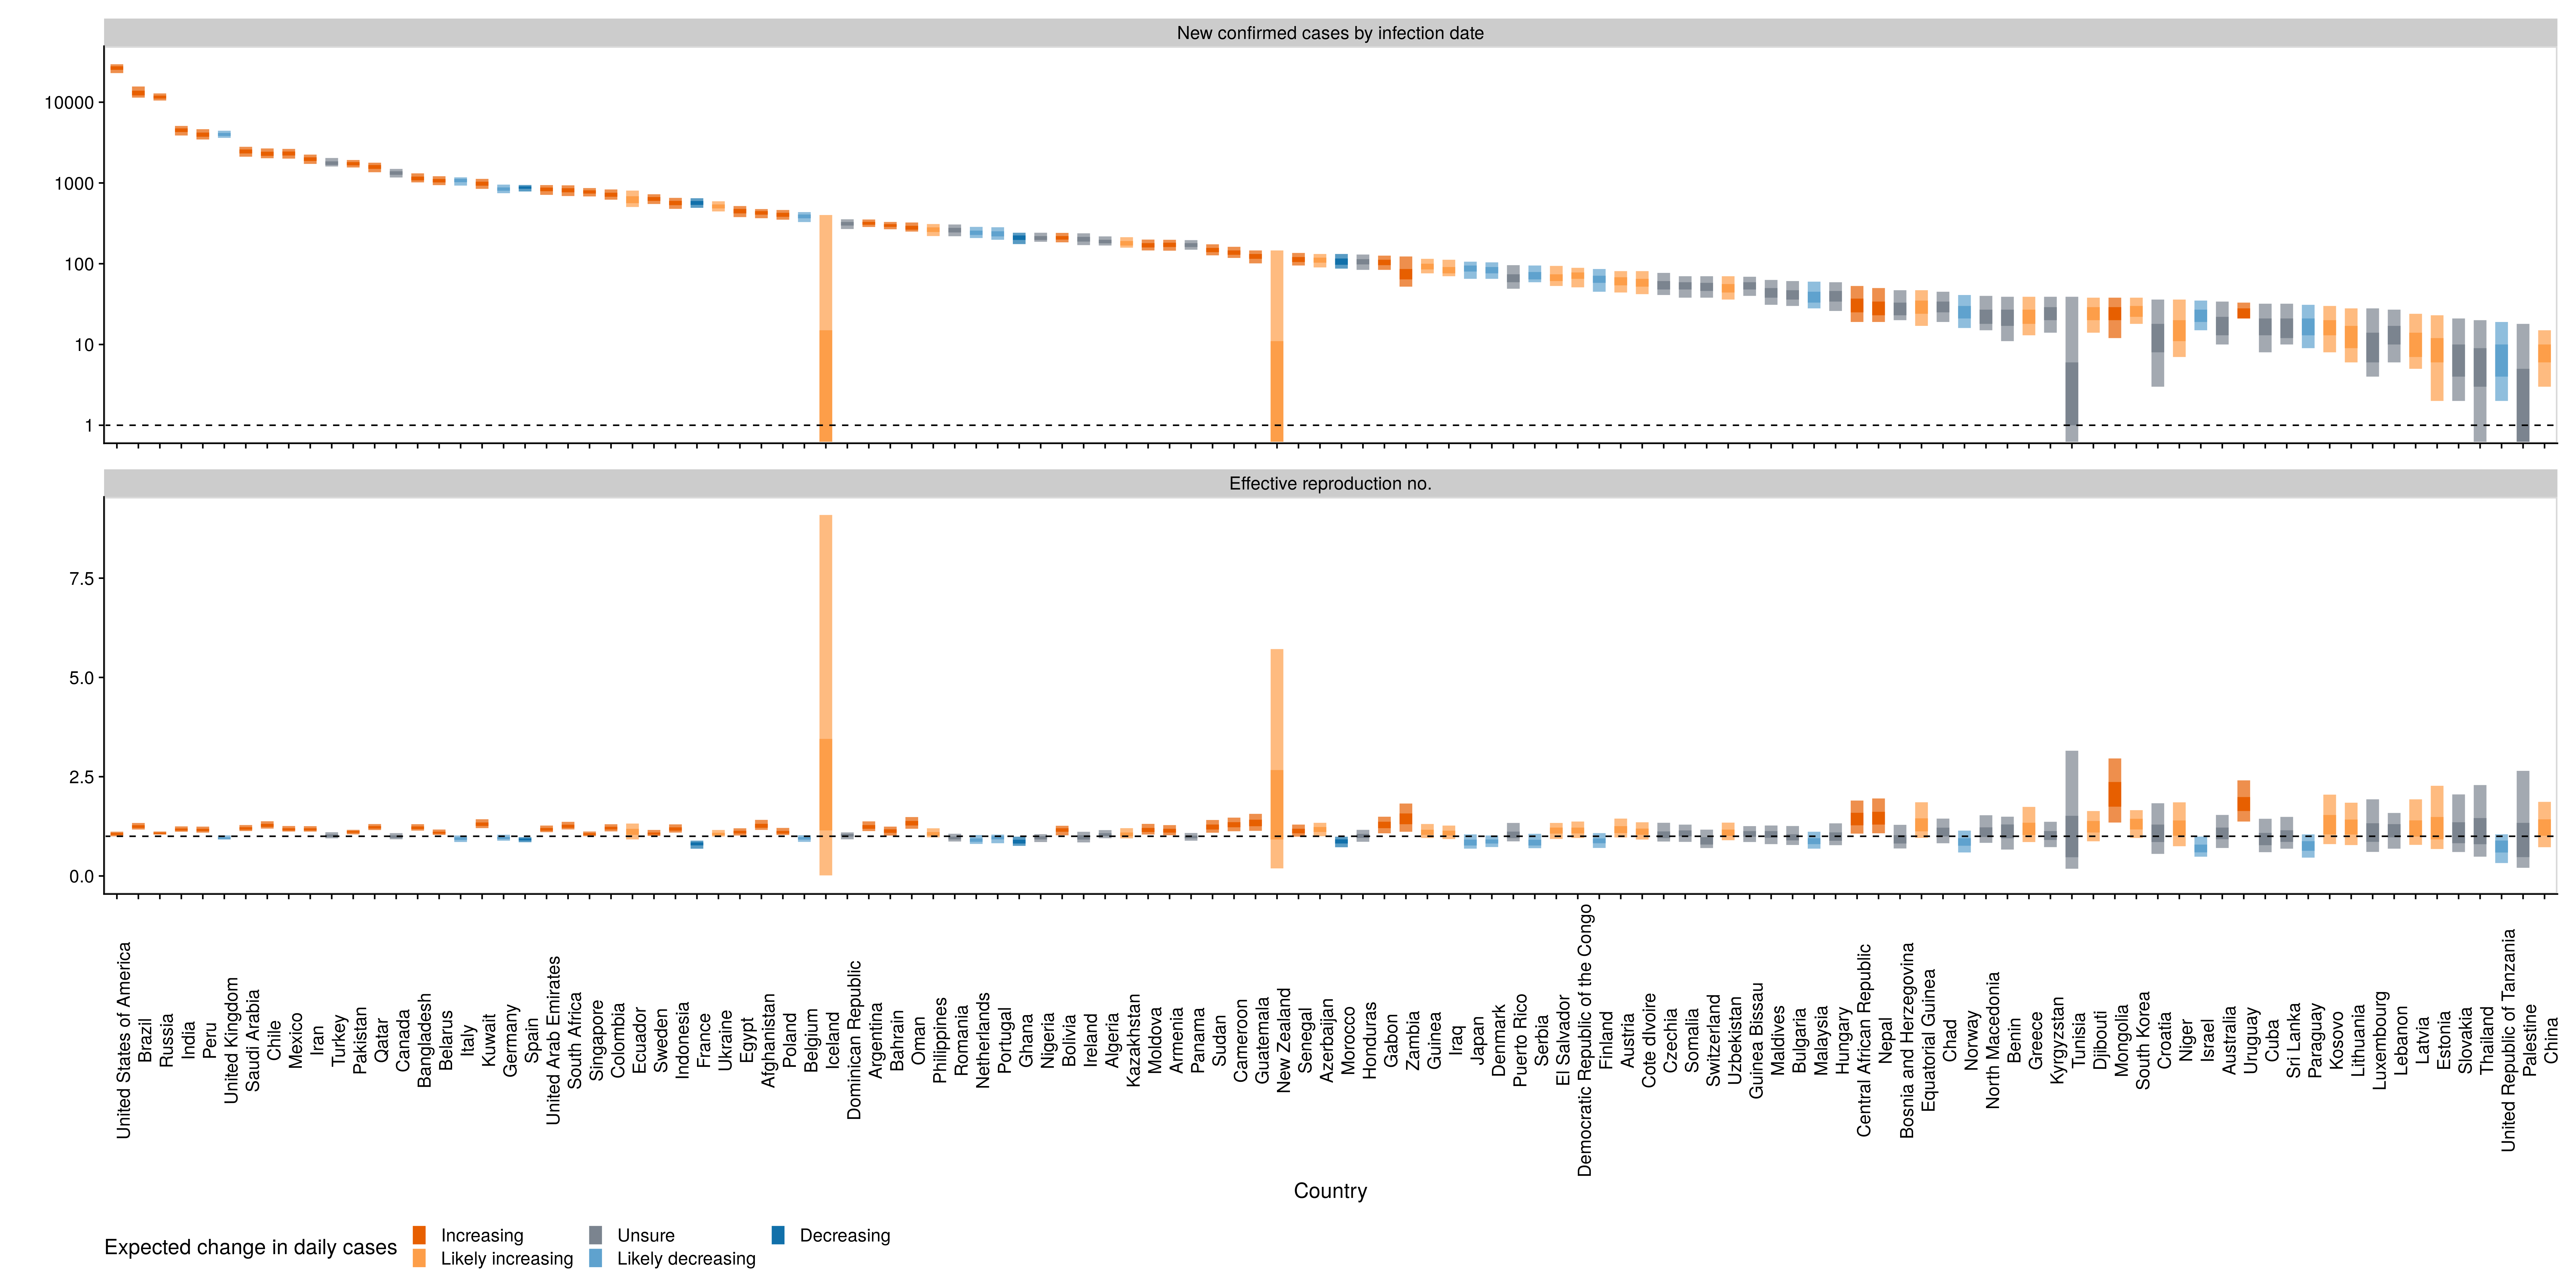 New confirmed cases by infection date
10000
1000
100
10
1
Effective reproduction no.
7.5
5.0
2.5
0.0
United States of America
Brazil
Russia
India
Peru
United Kingdom
Saudi Arabia
Chile
Mexico
Iran
Turkey
Pakistan
Qatar
Canada
Bangladesh
Belarus
Italy
Kuwait
Germany
Spain
United Arab Emirates
South Africa
Singapore
Colombia
Ecuador
Sweden
Indonesia
France
Ukraine
Egypt
Afghanistan
Poland
Belgium
Iceland
Dominican Republic
Argentina
Bahrain
Oman
Philippines
Romania
Netherlands
Portugal
Ghana
Nigeria
Bolivia
Ireland
Algeria
Kazakhstan
Moldova
Armenia
Panama
Sudan
Cameroon
Guatemala
New Zealand
Senegal
Azerbaijan
Morocco
Honduras
Gabon
Zambia
Guinea
Iraq
Japan
Denmark
Puerto Rico
Serbia
El Salvador
Democratic Republic of the Congo
Finland
Austria
Cote dIvoire
Czechia
Somalia
Switzerland
Uzbekistan
Guinea Bissau
Maldives
Bulgaria
Malaysia
Hungary
Central African Republic
Nepal
Bosnia and Herzegovina
Equatorial Guinea
Chad
Norway
North Macedonia
Benin
Greece
Kyrgyzstan
Tunisia
Djibouti
Mongolia
South Korea
Croatia
Niger
Israel
Australia
Uruguay
Cuba
Sri Lanka
Paraguay
Kosovo
Lithuania
Luxembourg
Lebanon
Latvia
Estonia
Slovakia
Thailand
United Republic of Tanzania
Palestine
China
Country
Expected change in daily cases
Increasing
Unsure
Decreasing
Likely increasing
Likely decreasing